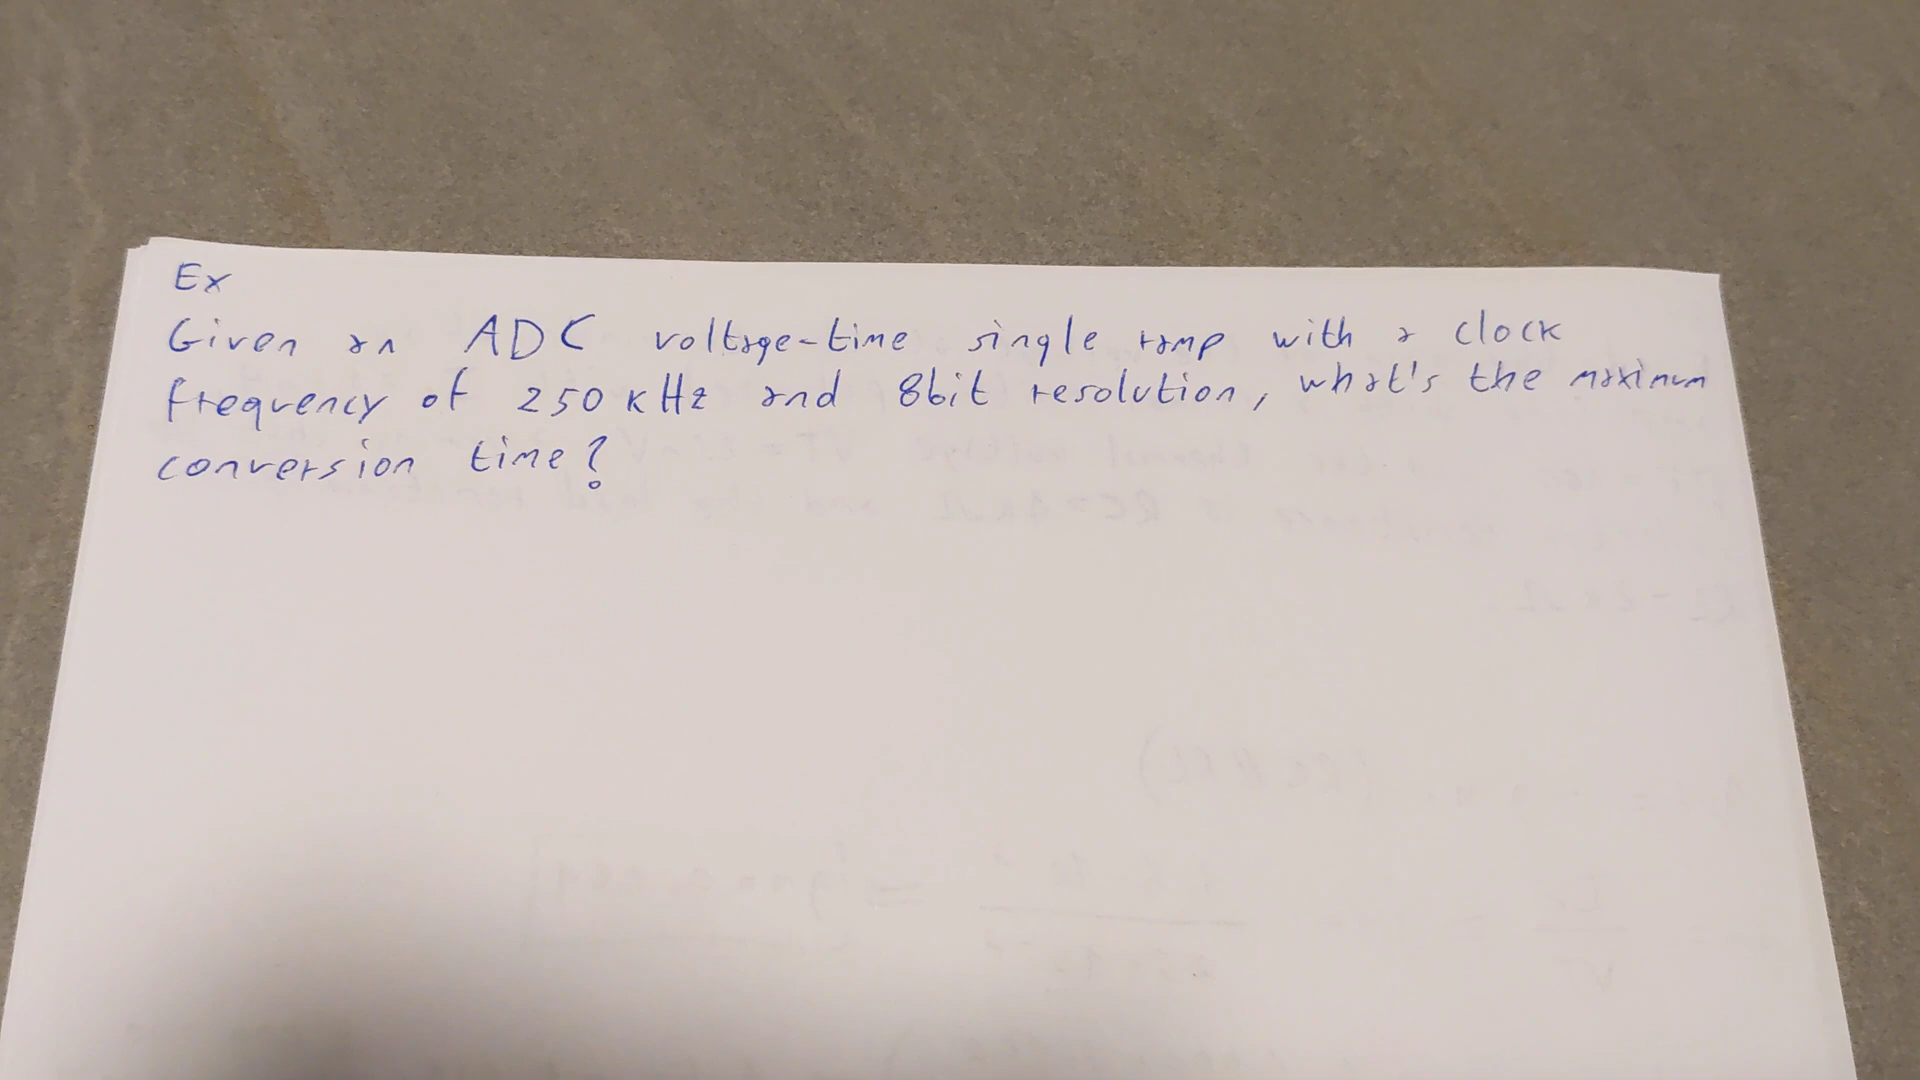 Ex
Given an ADC voltage-time single ramp with a clock
frequency of 250 kHz and 8bit resolution, what's the maximum
conversion time?